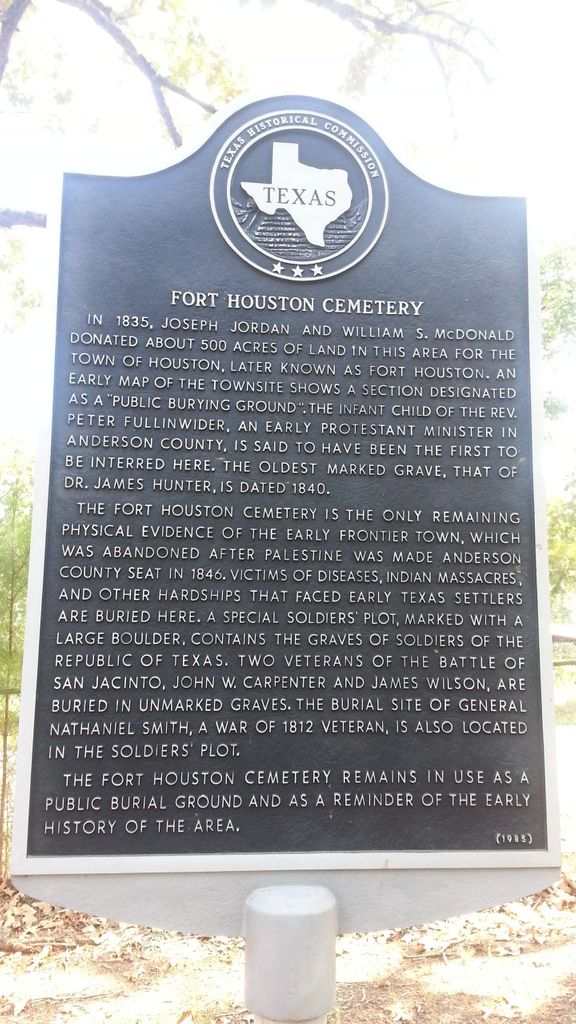 TEXAS HISTORICAL COMMISSION
TEXAS
FORT HOUSTON CEMETERY
IN 1835, JOSEPH JORDAN AND WILLIAM S. McDONALD
DONATED ABOUT 500 ACRES OF LAND IN THIS AREA FOR THE
TOWN OF HOUSTON, LATER KNOWN AS FORT HOUSTON. AN
EARLY MAP OF THE TOWNSITE SHOWS A SECTION DESIGNATED
AS A "PUBLIC BURYING GROUND". THE INFANT CHILD OF THE REV.
PETER FULLINWIDER, AN EARLY PROTESTANT MINISTER IN
ANDERSON COUNTY, IS SAID TO HAVE BEEN THE FIRST TO
BE INTERRED HERE. THE OLDEST MARKED GRAVE, THAT OF
DR. JAMES HUNTER, IS DATED 1840.
THE FORT HOUSTON CEMETERY IS THE ONLY REMAINING
PHYSICAL EVIDENCE OF THE EARLY FRONTIER TOWN, WHICH
WAS ABANDONED AFTER PALESTINE WAS MADE ANDERSON
COUNTY SEAT IN 1846. VICTIMS OF DISEASES, INDIAN MASSACRES,
AND OTHER HARDSHIPS THAT FACED EARLY TEXAS SETTLERS
ARE BURIED HERE. A SPECIAL SOLDIERS' PLOT, MARKED WITH A
LARGE BOULDER, CONTAINS THE GRAVES OF SOLDIERS OF THE
REPUBLIC OF TEXAS. TWO VETERANS OF THE BATTLE OF
SAN JACINTO, JOHN W. CARPENTER AND JAMES WILSON, ARE
BURIED IN UNMARKED GRAVES. THE BURIAL SITE OF GENERAL
NATHANIEL SMITH, A WAR OF 1812 VETERAN, IS ALSO LOCATED
IN THE SOLDIERS' PLOT.
THE FORT HOUSTON CEMETERY REMAINS IN USE AS A
PUBLIC BURIAL GROUND AND AS A REMINDER OF THE EARLY
HISTORY OF THE AREA.
(1985)